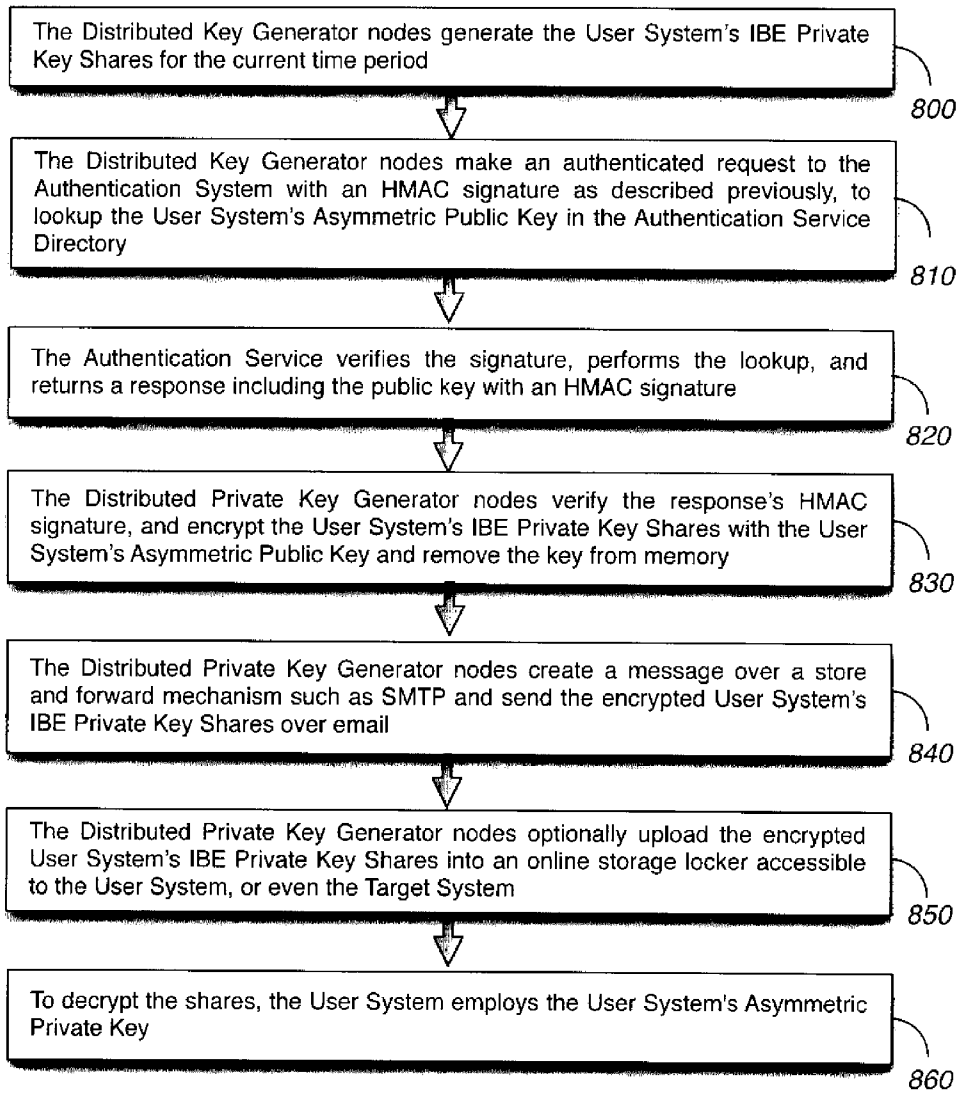 The Distributed Key Generator nodes generate the User System's IBE Private
Key Shares for the current time period
800
The Distributed Key Generator nodes make an authenticated request to the
Authentication System with an HMAC signature as described previously, to
lookup the User System's Asymmetric Public Key in the Authentication Service
Directory
810
The Authentication Service verifies the signature, performs the lookup, and
returns a response including the public key with an HMAC signature
820
The Distributed Private Key Generator nodes verify the response's HMAC
signature, and encrypt the User System's IBE Private Key Shares with the User
System's Asymmetric Public Key and remove the key from memory
830
The Distributed Private Key Generator nodes create a message over a store
and forward mechanism such as SMTP and send the encrypted User System's
IBE Private Key Shares over email
840
The Distributed Private Key Generator nodes optionally upload the encrypted
User System's IBE Private Key Shares into an online storage locker accessible
to the User System, or even the Target System
850
To decrypt the shares, the User System employs the User System's Asymmetric
Private Key
860